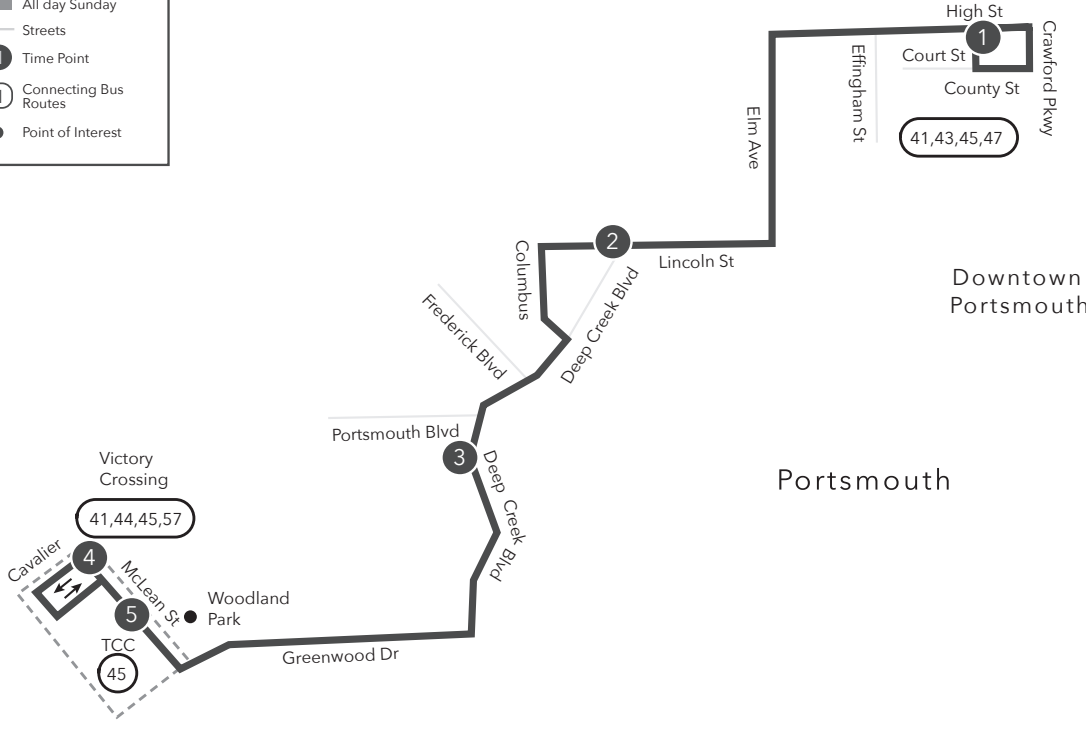 All day Sunday
Streets
1
Time Point
1
Connecting Bus
Routes
Point of Interest
High St
1
Court St
County St
Crawford Pkwy
Effingham St
41,43,45,47
Elm Ave
2
Lincoln St
Columbus
Deep Creek Blvd
Frederick Blvd
Downtown
Portsmouth
Portsmouth Blvd
3
Deep Creek Blvd
Portsmouth
Victory
Crossing
41,44,45,57
Cavalier
4
McLean St
5
Woodland
Park
TCC
45
Greenwood Dr